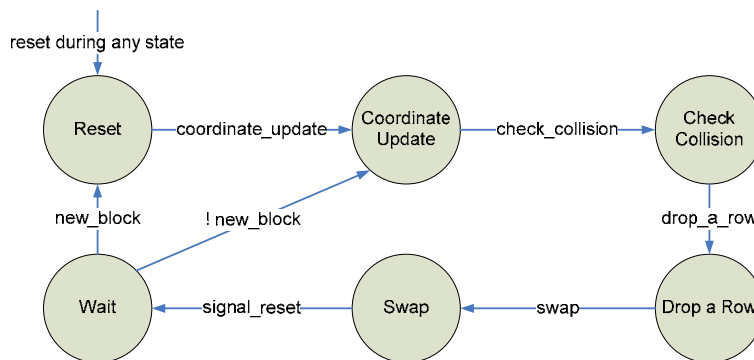 reset during any state
Reset
coordinate_update
Coordinate
Update
check_collision
Check
Collision
new_block
! new_block
drop_a_row
Wait
signal_reset
Swap
swap
Drop a Row